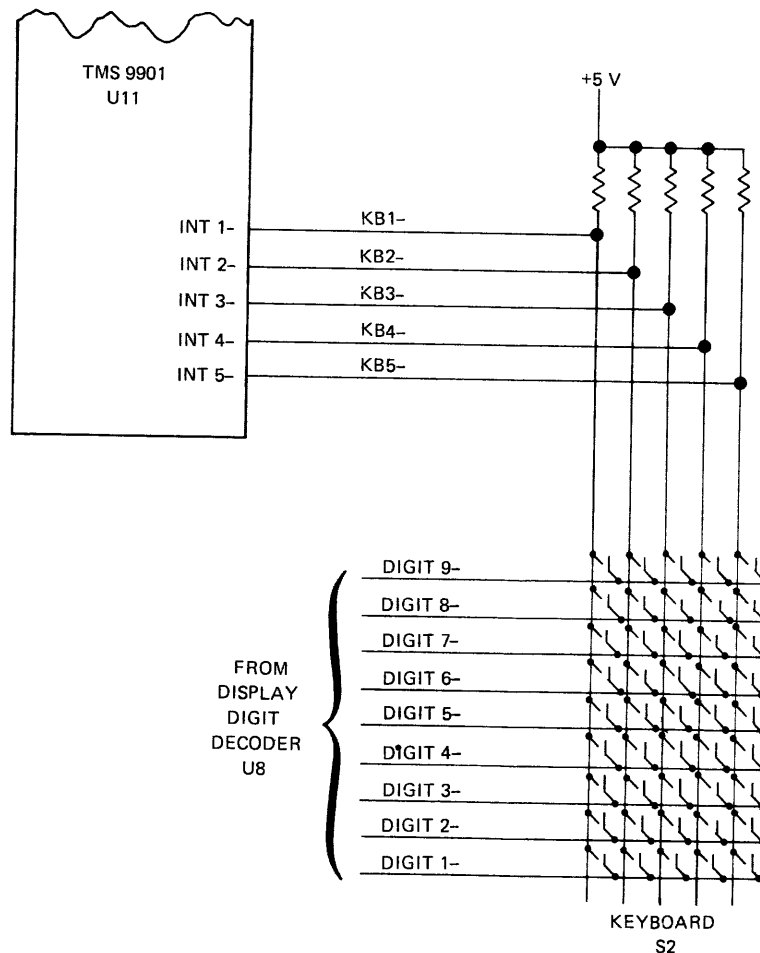 TMS 9901
U11
+5 V
INT 1-
KB1-
INT 2-
KB2-
INT 3-
KB3-
INT 4-
KB4-
INT 5-
KB5-
DIGIT 9-
DIGIT 8-
DIGIT 7-
DIGIT 6-
DIGIT 5-
DIGIT 4-
DIGIT 3-
DIGIT 2-
DIGIT 1-
FROM
DISPLAY
DIGIT
DECODER
U8
KEYBOARD
S2